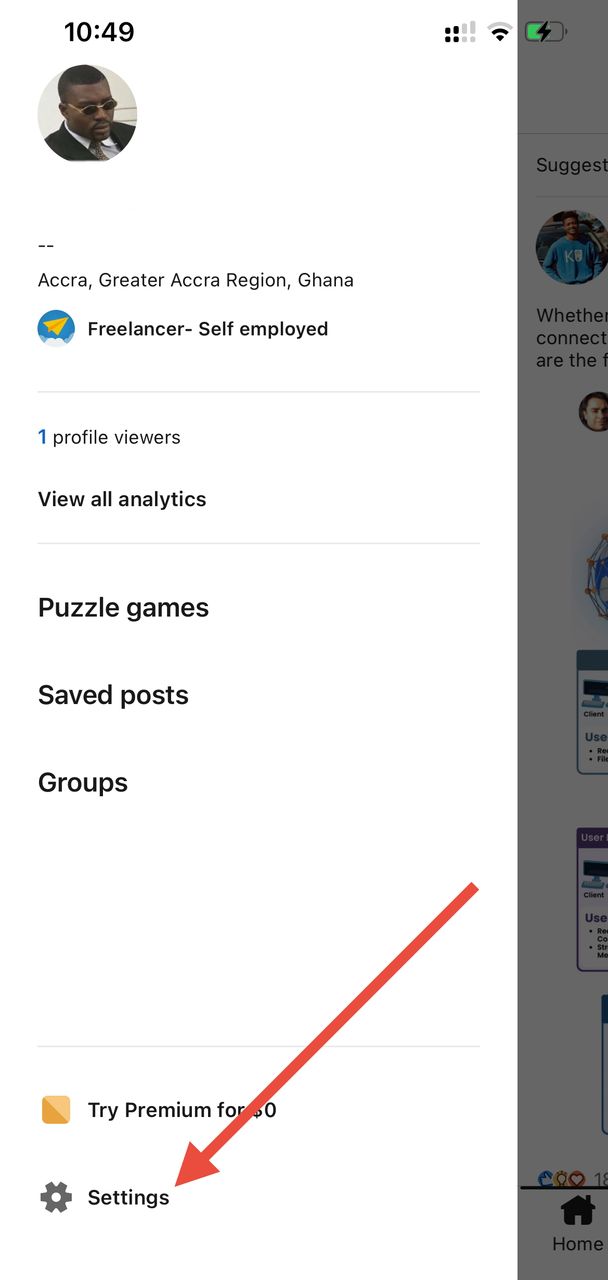 10:49
--
Accra, Greater Accra Region, Ghana
Freelancer- Self employed
1 profile viewers
View all analytics
Puzzle games
Saved posts
Groups
Try Premium for $0
Settings
Suggest
Whether
connect
are the f
Client
Use
User
Client
Use
Home